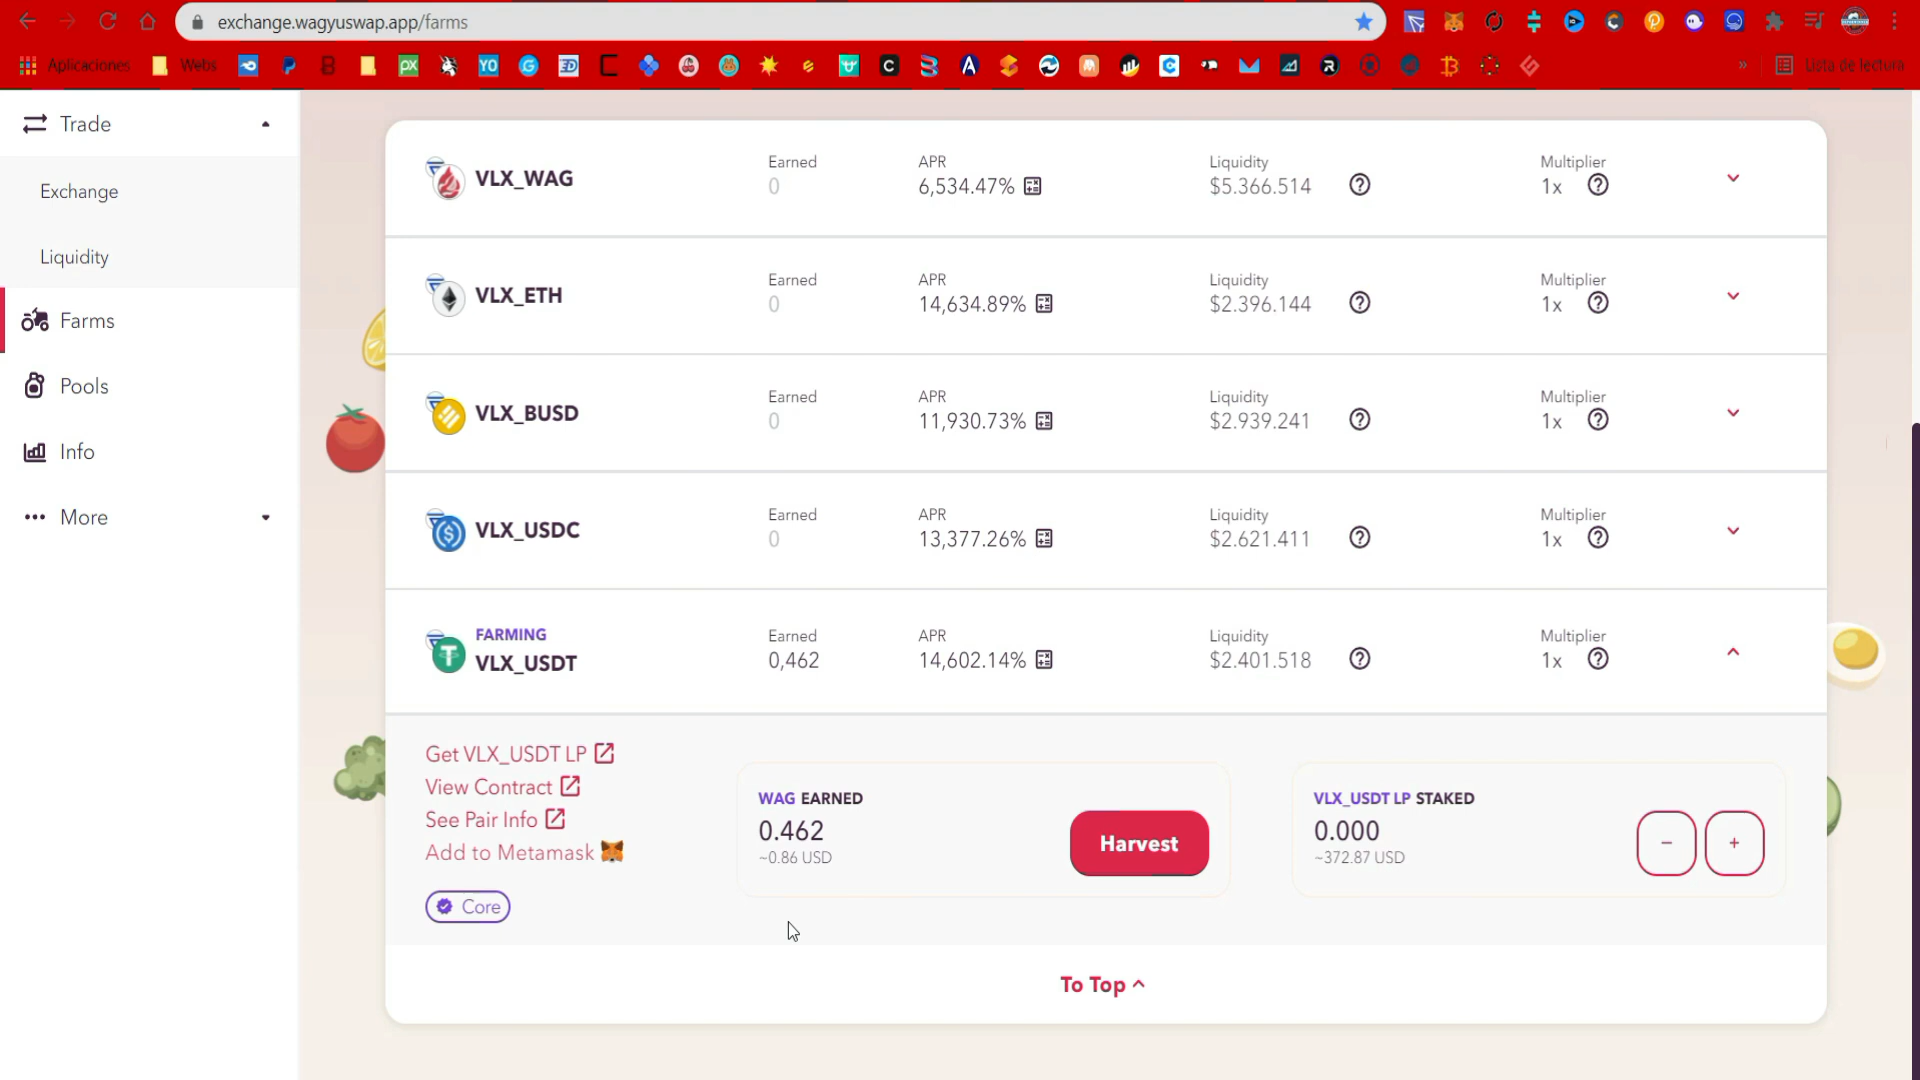 exchange.wagyuswap.app/farms
Aplicaciones
Webs
Lista de lectura
Trade
Exchange
Liquidity
Farms
Pools
Info
More
VLX_WAG
Earned
0
APR
6,534.47%
Liquidity
$5.366.514
Multiplier
1x
VLX_ETH
Earned
0
APR
14,634.89%
Liquidity
$2.396.144
Multiplier
1x
VLX_BUSD
Earned
0
APR
11,930.73%
Liquidity
$2.939.241
Multiplier
1x
VLX_USDC
Earned
0
APR
13,377.26%
Liquidity
$2.621.411
Multiplier
1x
FARMING
VLX_USDT
Earned
0,462
APR
14,602.14%
Liquidity
$2.401.518
Multiplier
1x
Get VLX_USDT LP
View Contract
See Pair Info
Add to Metamask
Core
WAG EARNED
0.462
~0.86 USD
Harvest
VLX_USDT LP STAKED
0.000
~372.87 USD
To Top